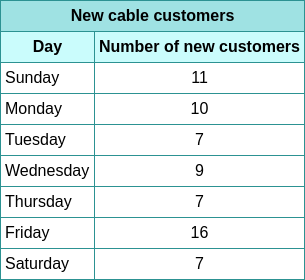 New cable customers
Day Number of new customers
Sunday 11
Monday 10
Tuesday 7
Wednesday 9
Thursday 7
Friday 16
Saturday 7